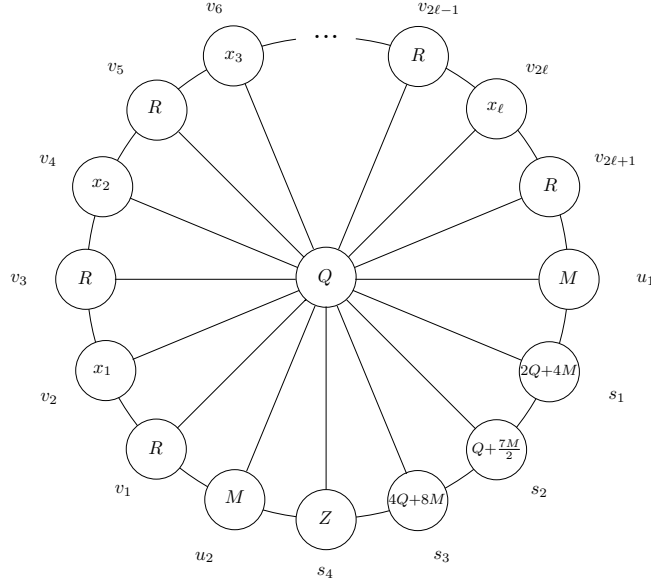 v₆ ... v₂ℓ₋₁
x₃ R
v₅ v₂ℓ
R x_ℓ
v₄ v₂ℓ₊₁
x₂ R
v₃ R Q M u₁
x₁ 2Q+4M
v₂ s₁
R Q+7M/2
v₁ s₂
M Z 4Q+8M
u₂ s₄ s₃